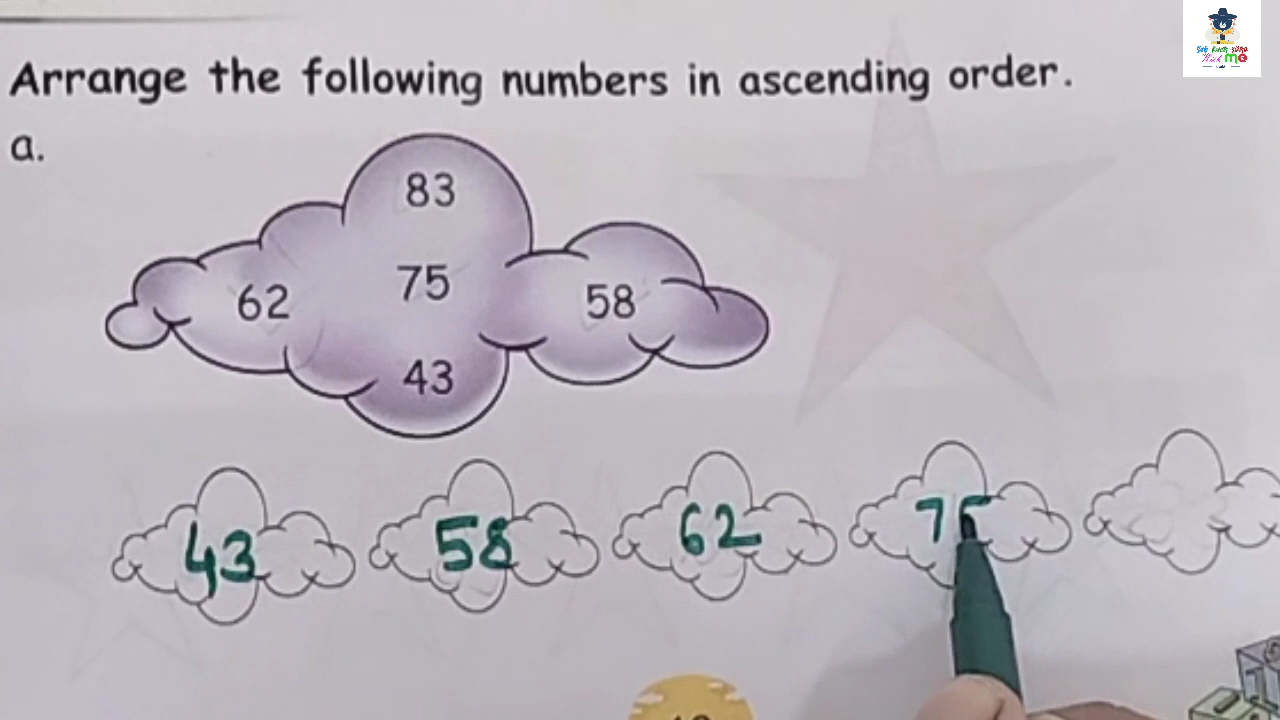 Arrange the following numbers in ascending order.
a.
83
75
62
58
43
43 58 62 75